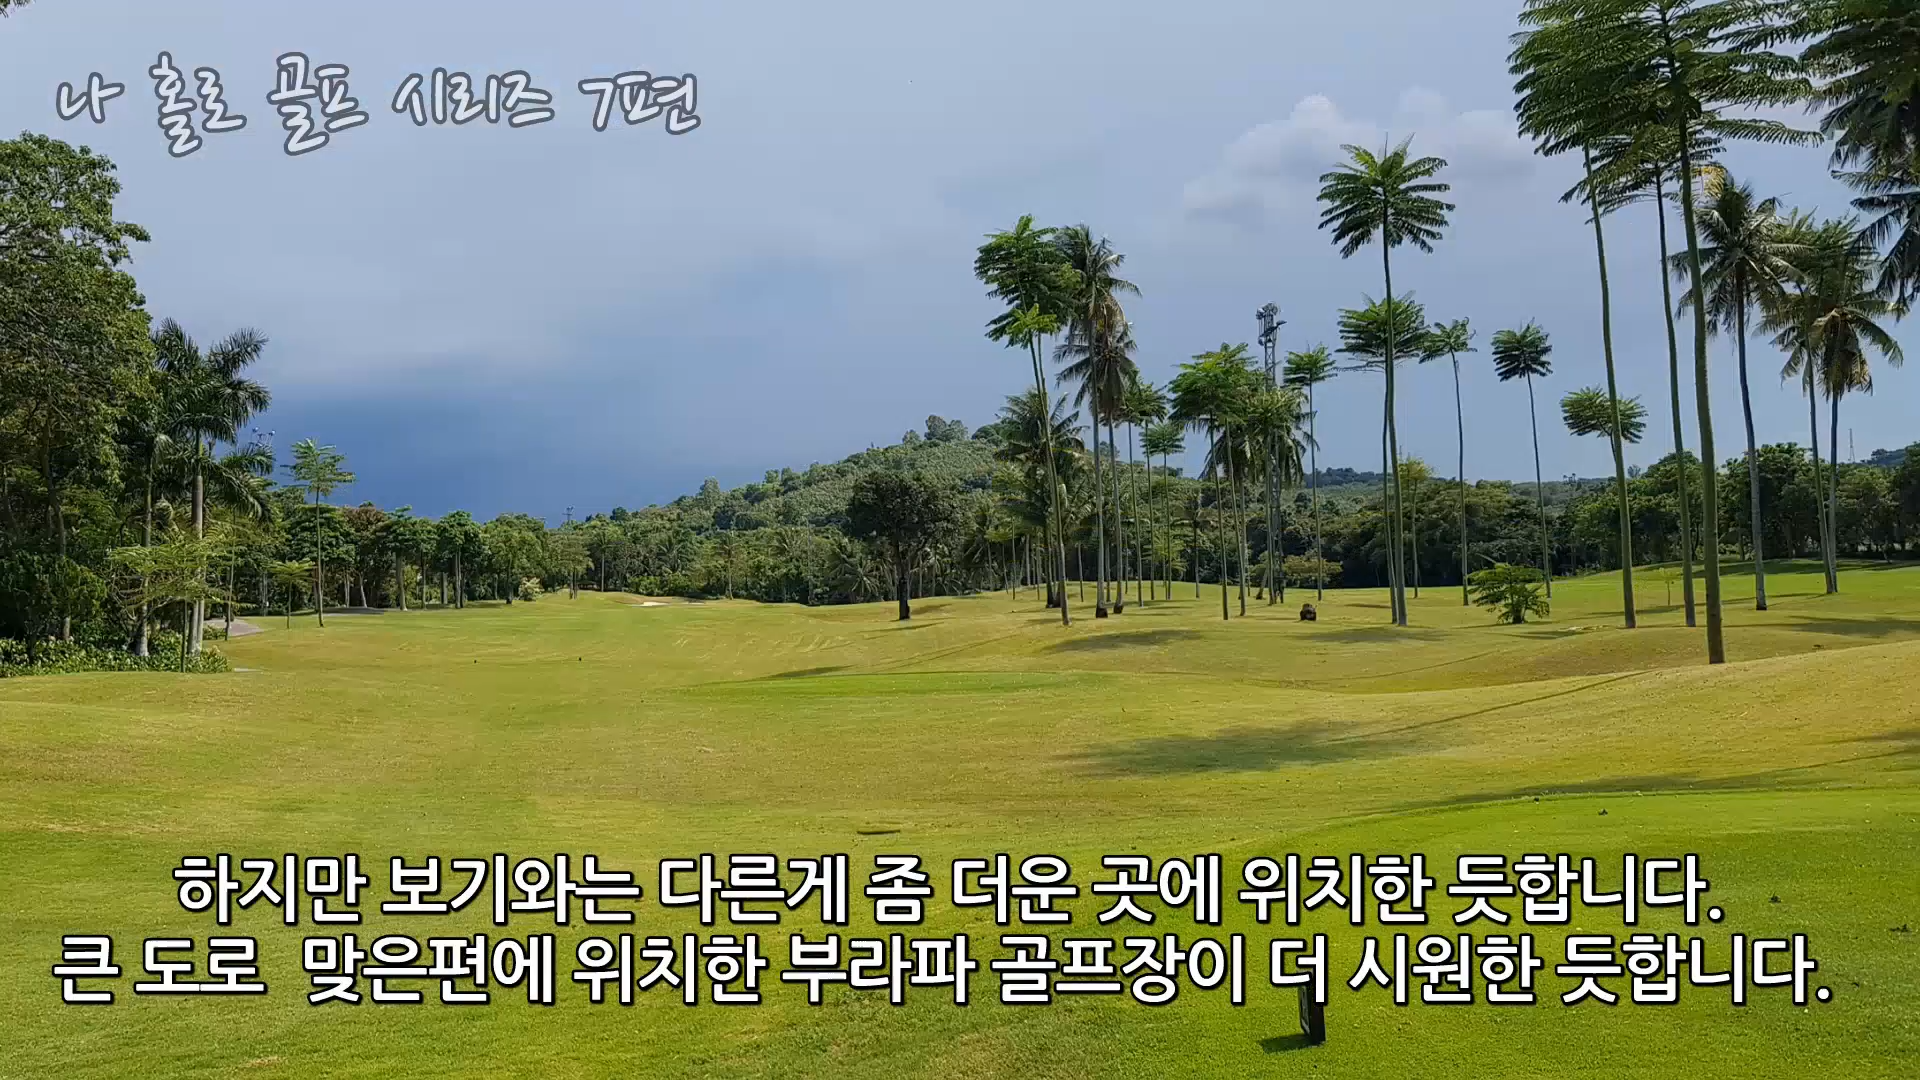 나 홀로 골프 시리즈 7편
하지만 보기와는 다른게 좀 더운 곳에 위치한 듯합니다.
큰 도로 맞은편에 위치한 부라파 골프장이 더 시원한 듯합니다.